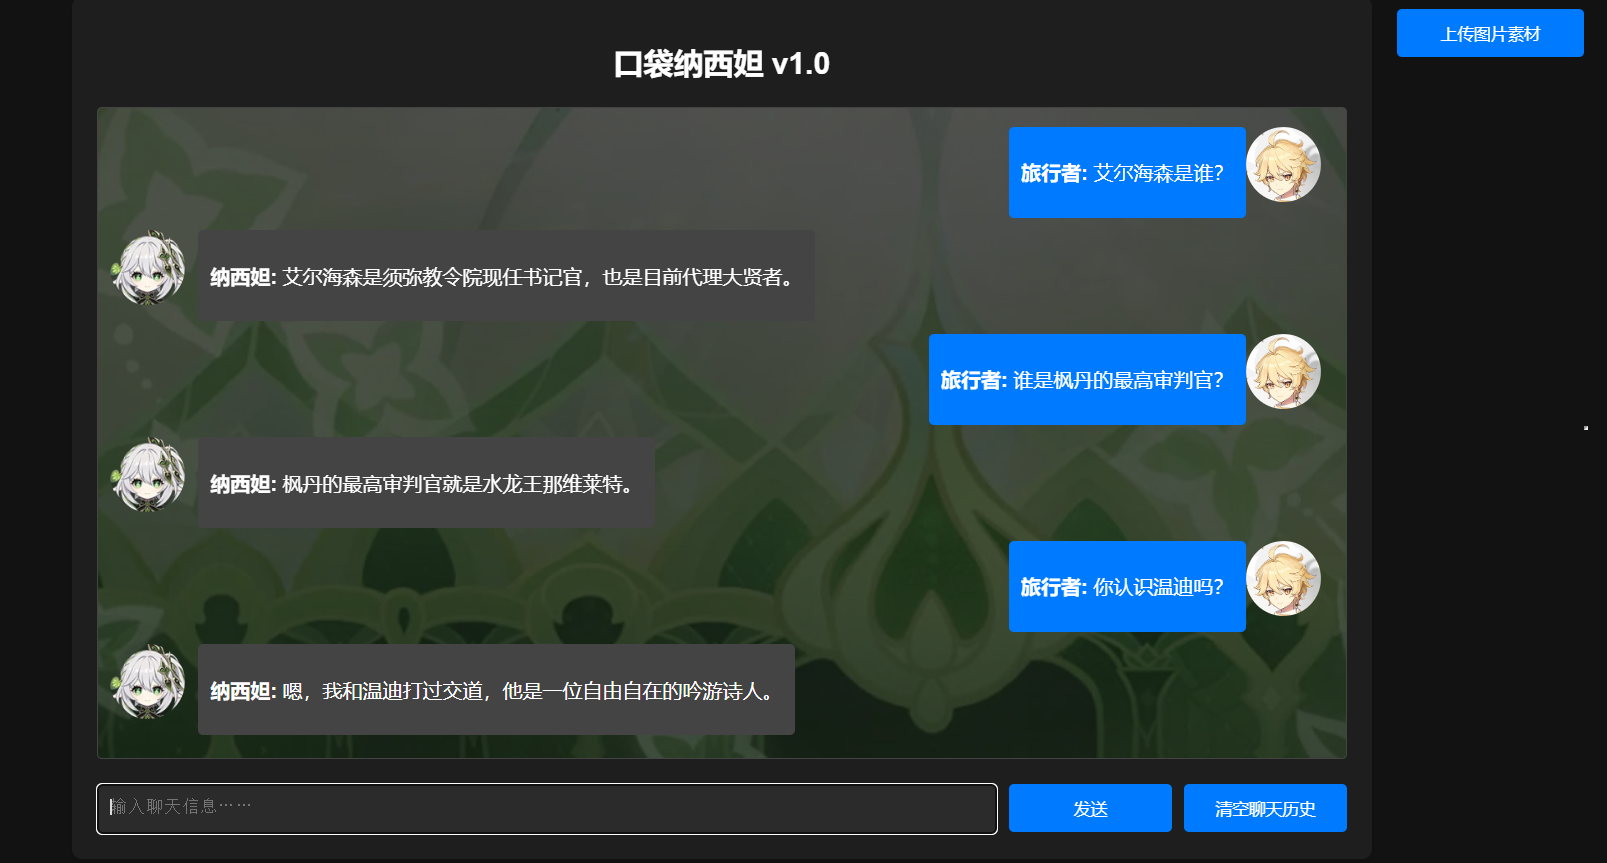 上传图片素材
口袋纳西妲 v1.0
旅行者: 艾尔海森是谁?
纳西妲: 艾尔海森是须弥教令院现任书记官，也是目前代理大贤者。
旅行者: 谁是枫丹的最高审判官?
纳西妲: 枫丹的最高审判官就是水龙王那维莱特。
旅行者: 你认识温迪吗?
纳西妲: 嗯，我和温迪打过交道，他是一位自由自在的吟游诗人。
输入聊天信息……
发送
清空聊天历史